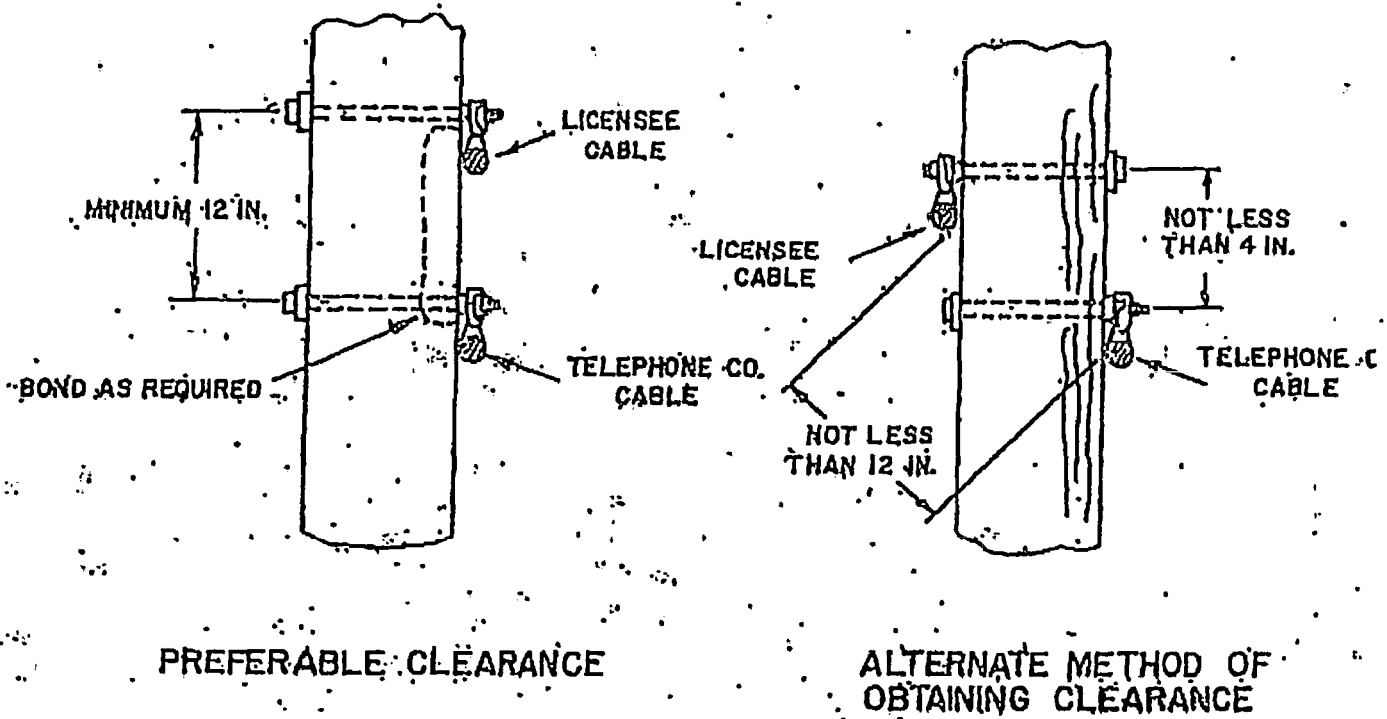 LICENSEE
CABLE
MINIMUM 12 IN.
BOND AS REQUIRED
TELEPHONE CO.
CABLE
PREFERABLE CLEARANCE
LICENSEE
CABLE
NOT LESS
THAN 4 IN.
TELEPHONE C
CABLE
NOT LESS
THAN 12 IN.
ALTERNATE METHOD OF
OBTAINING CLEARANCE